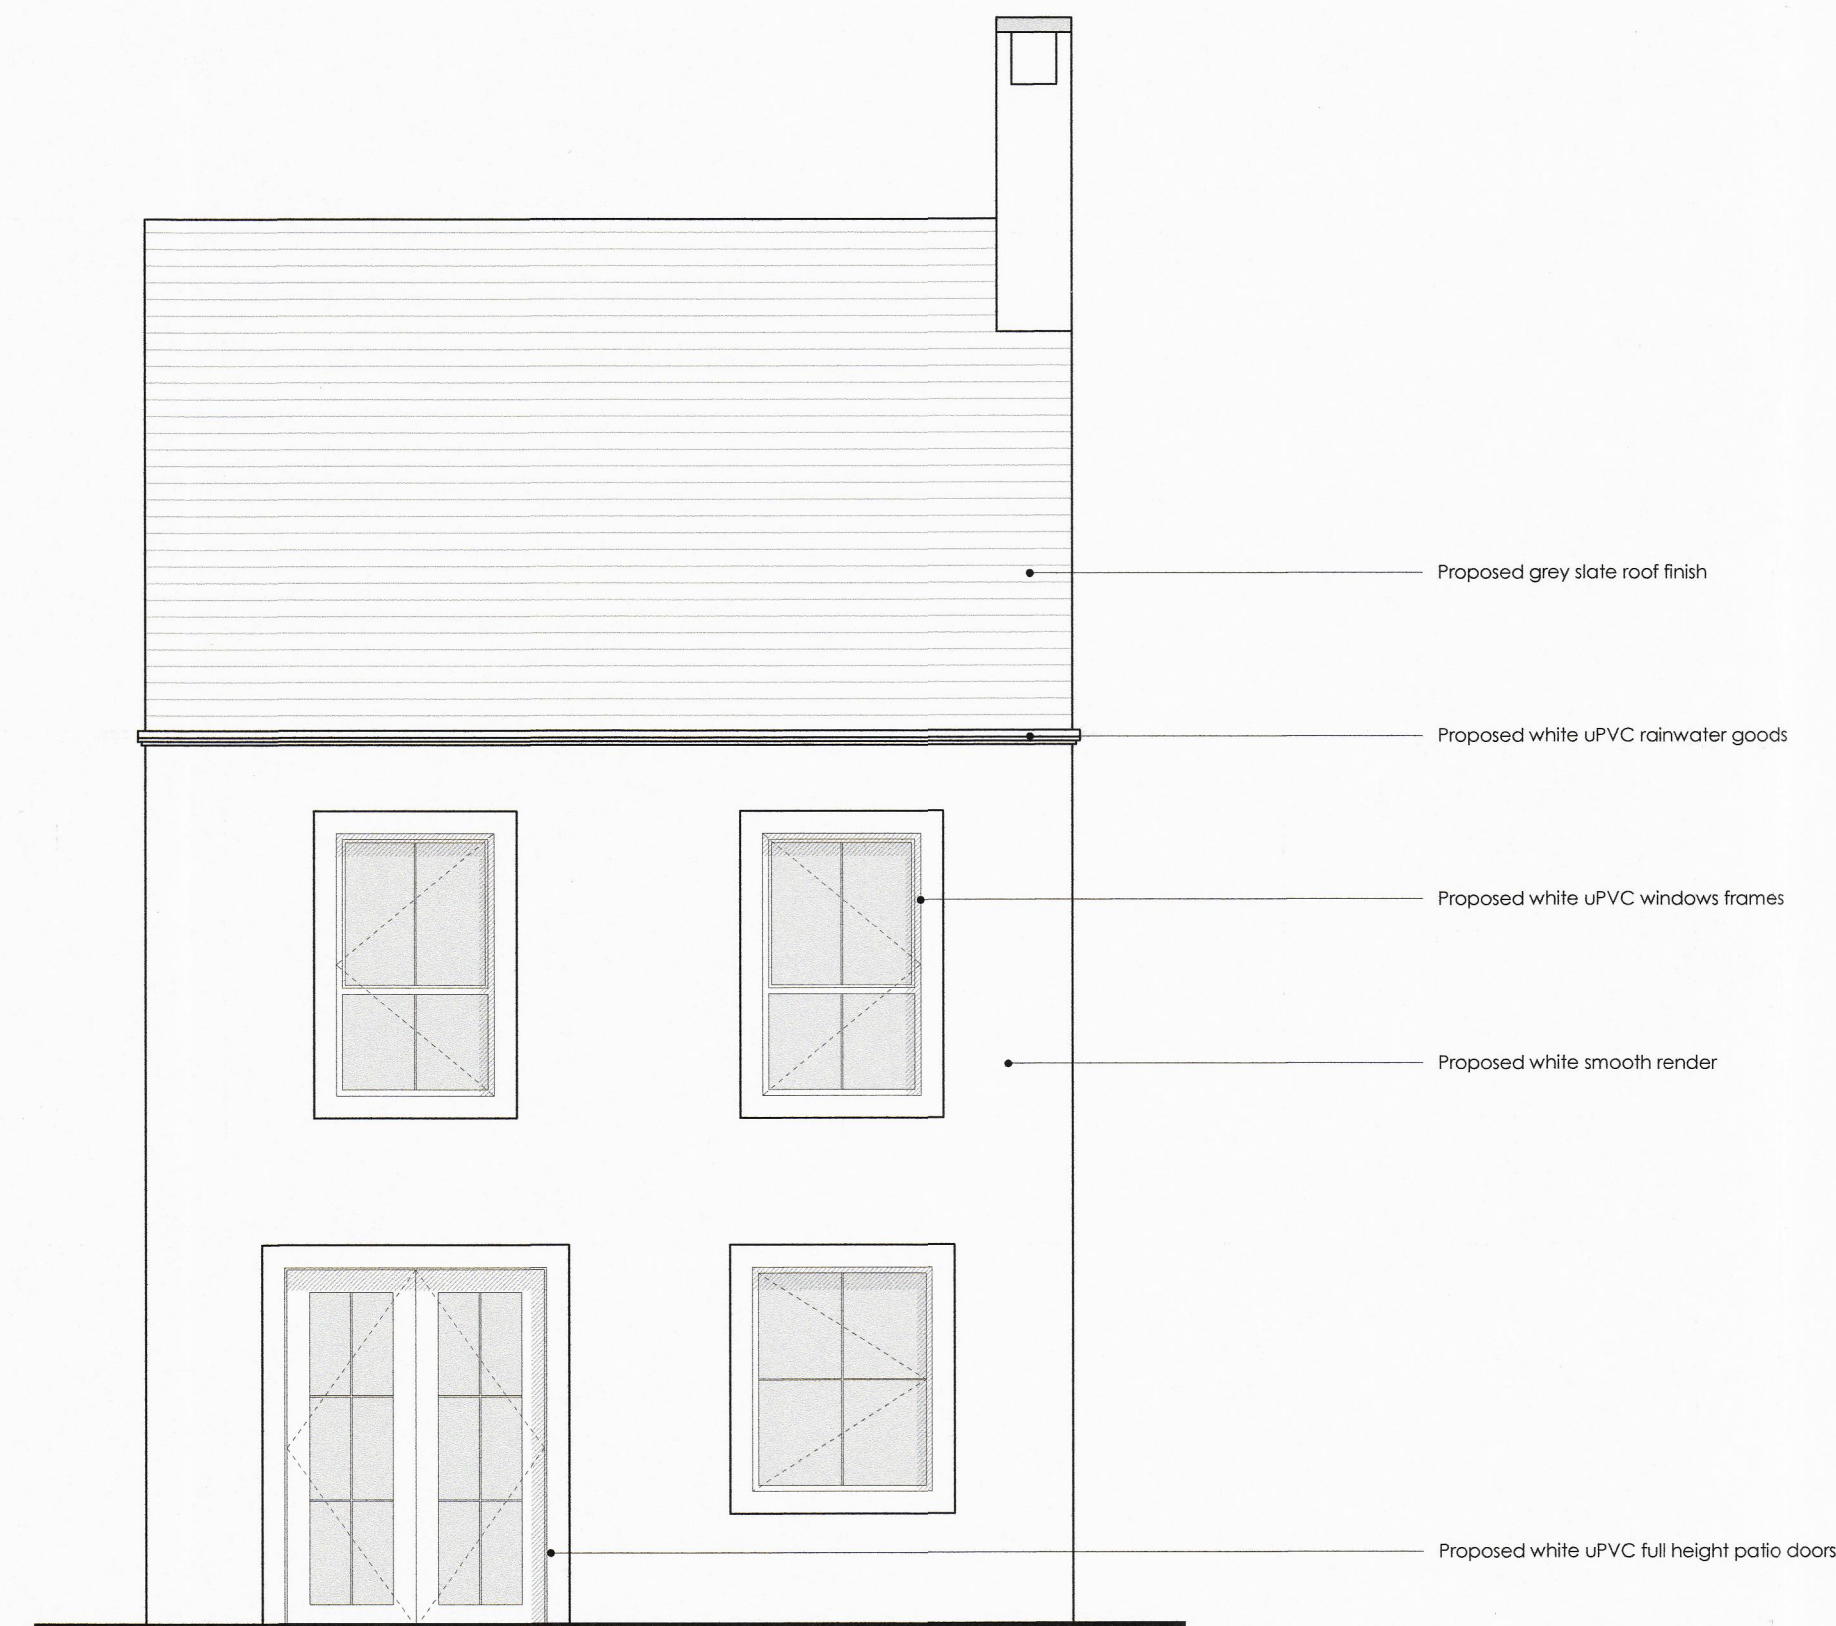 Proposed grey slate roof finish
Proposed white uPVC rainwater goods
Proposed white uPVC windows frames
Proposed white smooth render
Proposed white uPVC full height patio doors